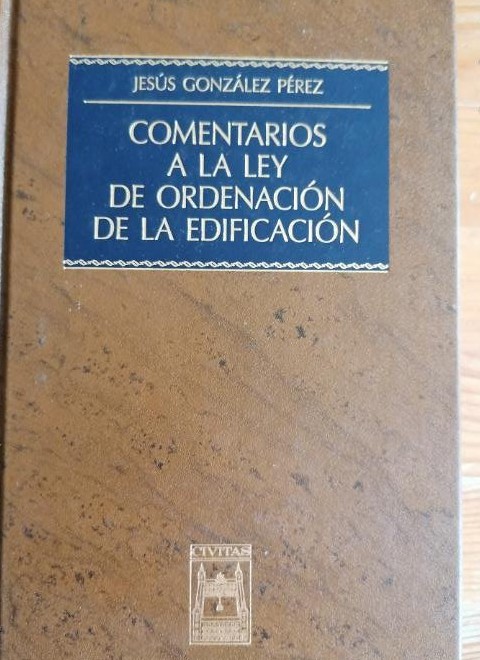 JESÚS GONZÁLEZ PÉREZ
COMENTARIOS
A LA LEY
DE ORDENACIÓN
DE LA EDIFICACIÓN
CIVITAS